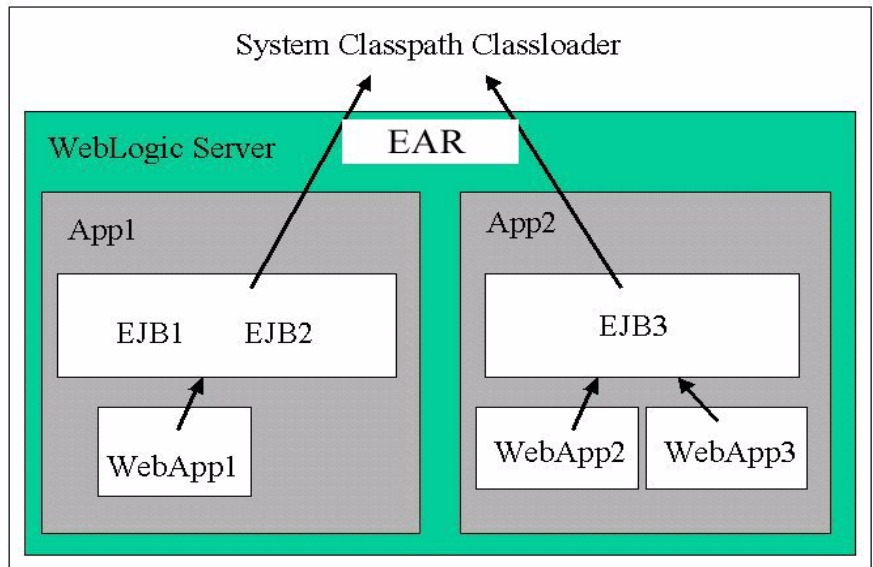 System Classpath Classloader
WebLogic Server
EAR
App1
App2
EJB1 EJB2
EJB3
WebApp1
WebApp2
WebApp3